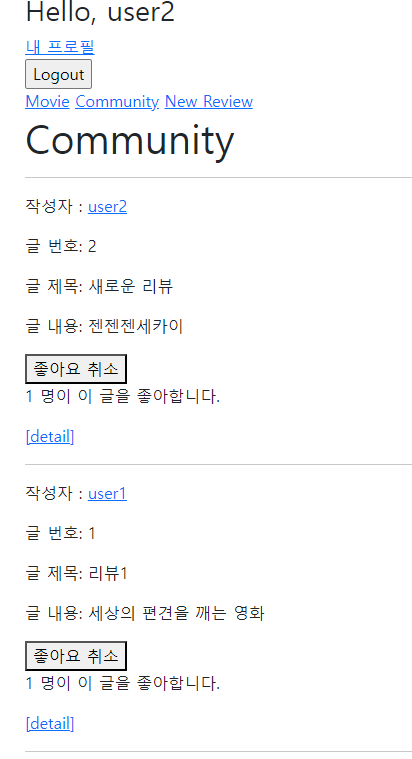 Hello, user2
내 프로필
Logout
Movie Community New Review
Community
작성자 : user2
글 번호: 2
글 제목: 새로운 리뷰
글 내용: 젠젠젠세카이
좋아요 취소
1 명이 이 글을 좋아합니다.
[detail]
작성자 : user1
글 번호: 1
글 제목: 리뷰1
글 내용: 세상의 편견을 깨는 영화
좋아요 취소
1 명이 이 글을 좋아합니다.
[detail]